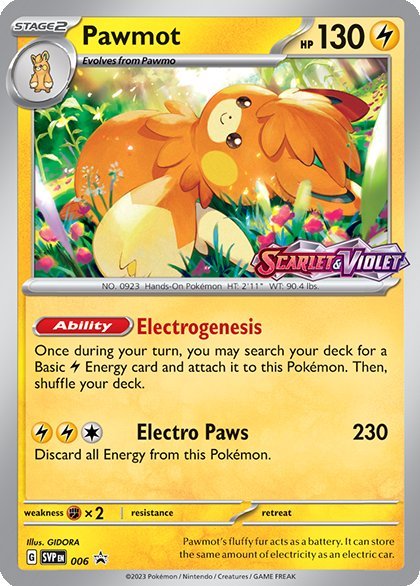 STAGE2 Pawmot HP 130
Evolves from Pawmo
SCARLET & VIOLET
NO. 0923 Hands-On Pokémon HT: 2'11" WT: 90.4 lbs.
Ability Electrogenesis
Once during your turn, you may search your deck for a
Basic Energy card and attach it to this Pokémon. Then,
shuffle your deck.
Electro Paws 230
Discard all Energy from this Pokémon.
weakness ×2 resistance retreat
Illus. GIDORA
G SVP EN 006
Pawmot's fluffy fur acts as a battery. It can store
the same amount of electricity as an electric car.
©2023 Pokémon / Nintendo / Creatures / GAME FREAK